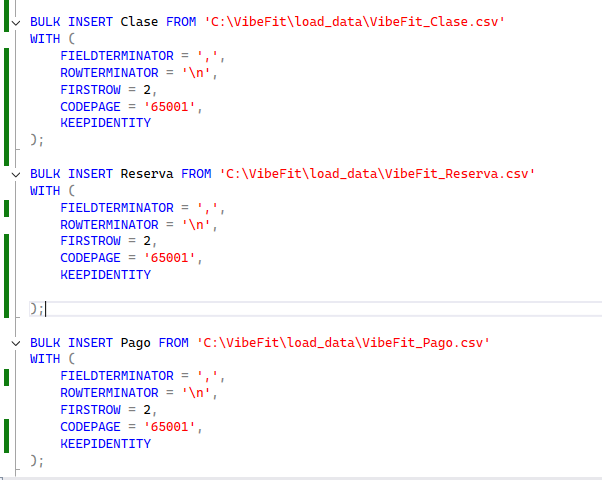 BULK INSERT Clase FROM 'C:\VibeFit\load_data\VibeFit_Clase.csv'
WITH (
    FIELDTERMINATOR = ',',
    ROWTERMINATOR = '\n',
    FIRSTROW = 2,
    CODEPAGE = '65001',
    KEEPIDENTITY
);
BULK INSERT Reserva FROM 'C:\VibeFit\load_data\VibeFit_Reserva.csv'
WITH (
    FIELDTERMINATOR = ',',
    ROWTERMINATOR = '\n',
    FIRSTROW = 2,
    CODEPAGE = '65001',
    KEEPIDENTITY
);
BULK INSERT Pago FROM 'C:\VibeFit\load_data\VibeFit_Pago.csv'
WITH (
    FIELDTERMINATOR = ',',
    ROWTERMINATOR = '\n',
    FIRSTROW = 2,
    CODEPAGE = '65001',
    KEEPIDENTITY
);